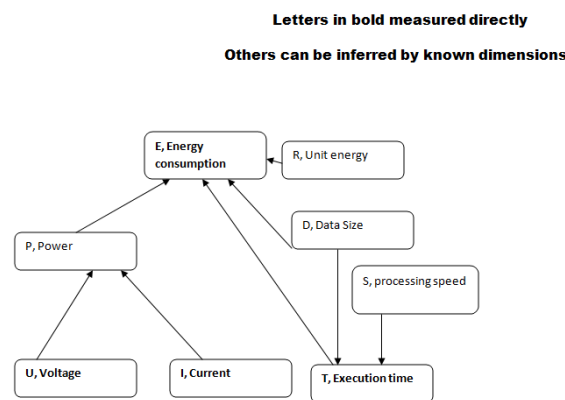 Letters in bold measured directly
Others can be inferred by known dimensions
E, Energy
consumption
R, Unit energy
D, Data Size
P, Power
S, processing speed
U, Voltage
I, Current
T, Execution time